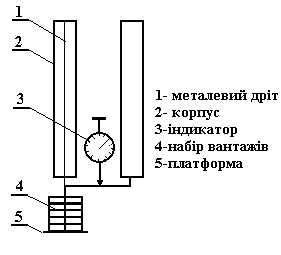 1
2
3
4
5
1- металевий дріт
2- корпус
3-індикатор
4-набір вантажів
5-платформа